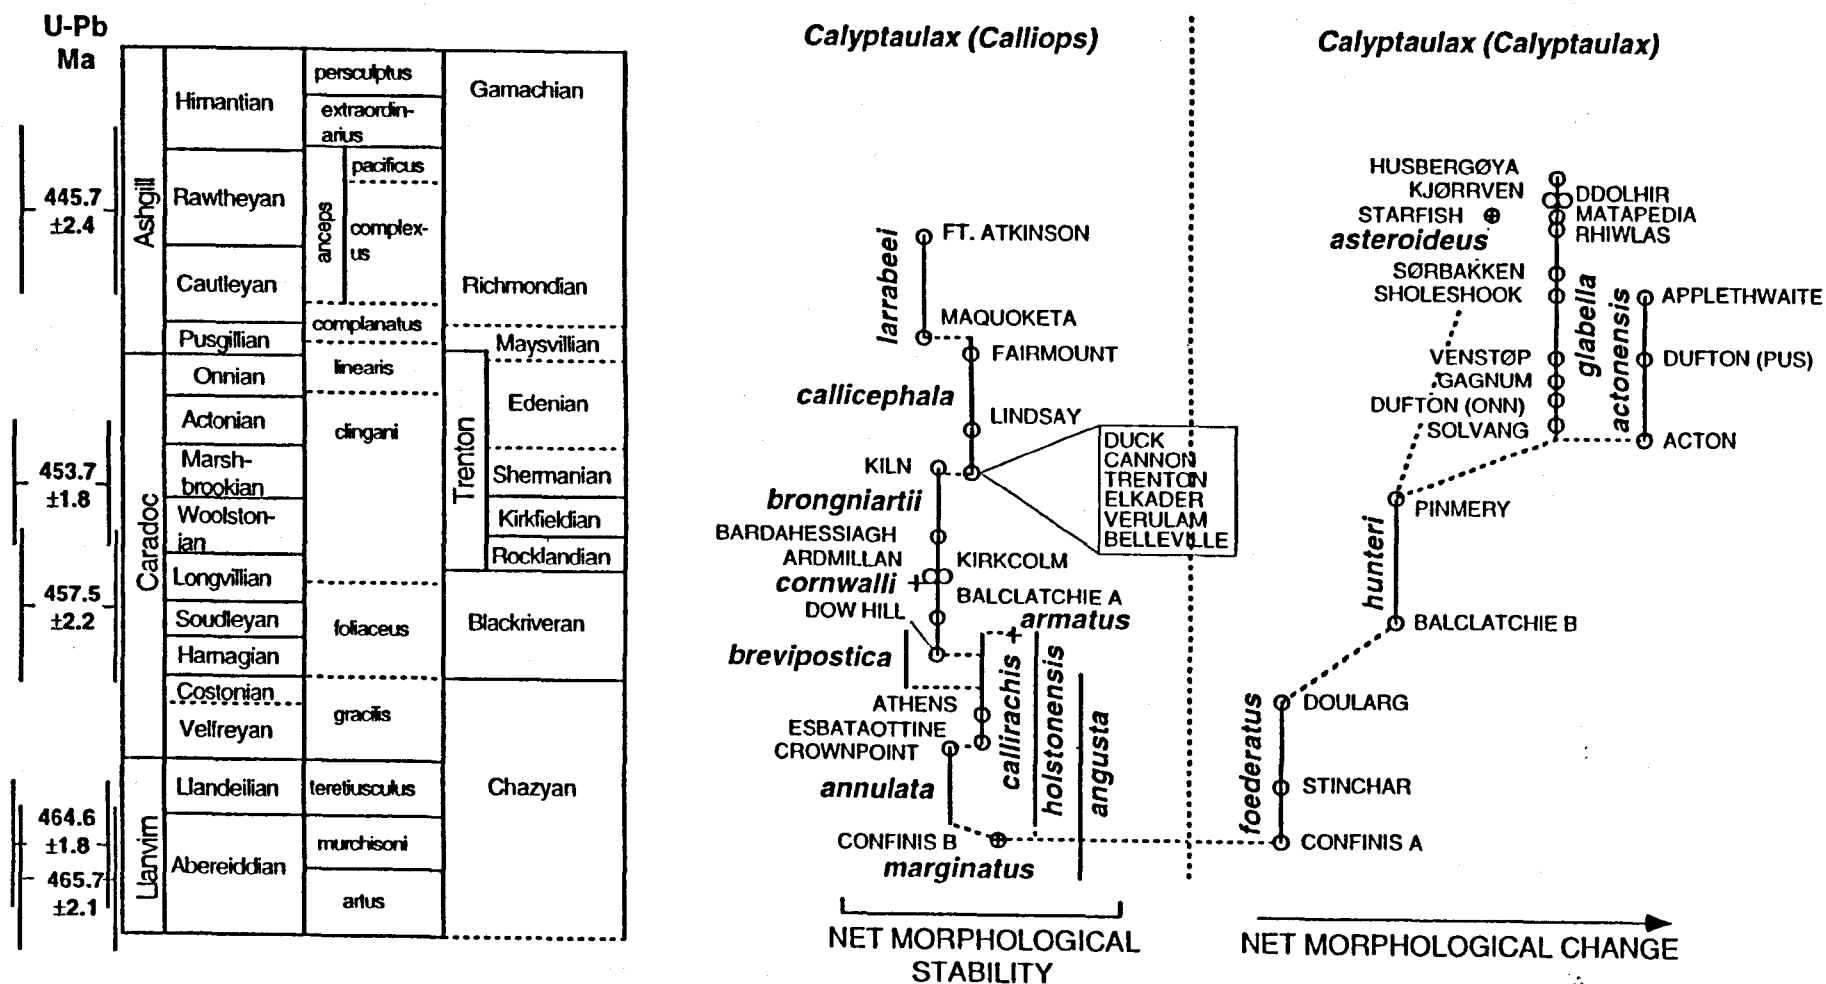 U-Pb
Ma
445.7
±2.4
453.7
±1.8
457.5
±2.2
464.6
±1.8
465.7
±2.1
Ashgill
Caradoc
Llanvirn
Hirnantian
Rawtheyan
Cautleyan
Pusgillian
Onnian
Actonian
Marsh-
brookian
Woolston-
ian
Longvillian
Soudleyan
Harnagian
Costonian
Velfreyan
Llandeilian
Abereiddian
persculptus
extraordin-
arius
anceps
pacificus
complex-
us
complanatus
linearis
clingani
foliaceus
gracilis
teretiusculus
murchisoni
artus
Gamachian
Richmondian
Maysvillian
Trenton
Edenian
Shermanian
Kirkfieldian
Rocklandian
Blackriveran
Chazyan
Calyptaulax (Calliops)
larrabeei
FT. ATKINSON
MAQUOKETA
FAIRMOUNT
callicephala
LINDSAY
KILN
DUCK
CANNON
TRENTON
ELKADER
VERULAM
BELLEVILLE
brongniartii
BARDAHESSIAGH
ARDMILLAN
KIRKCOLM
cornwalli
BALCLATCHIE A
DOW HILL
armatus
brevipostica
callirachis
holstonensis
angusta
ATHENS
ESBATAOTTINE
CROWNPOINT
annulata
CONFINIS B
marginatus
NET MORPHOLOGICAL
STABILITY
Calyptaulax (Calyptaulax)
HUSBERGØYA
KJØRRVEN
DDOLHIR
STARFISH
MATAPEDIA
asteroideus
RHIWLAS
SØRBAKKEN
SHOLESHOOK
glabella
actonensis
APPLETHWAITE
VENSTØP
DUFTON (PUS)
GAGNUM
DUFTON (ONN)
SOLVANG
ACTON
PINMERY
hunteri
BALCLATCHIE B
foederatus
DOULARG
STINCHAR
CONFINIS A
NET MORPHOLOGICAL CHANGE